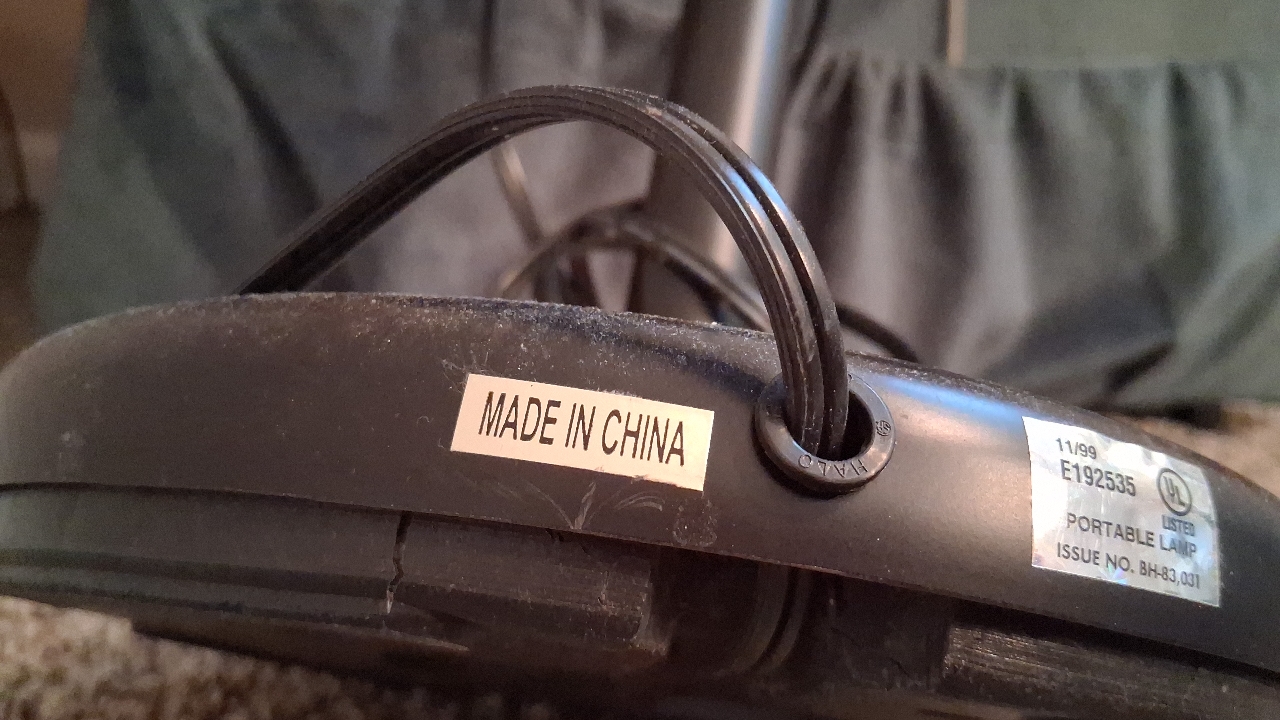 MADE IN CHINA
HALO
11/99
E192535
UL
LISTED
PORTABLE LAMP
ISSUE NO. BH-83,031